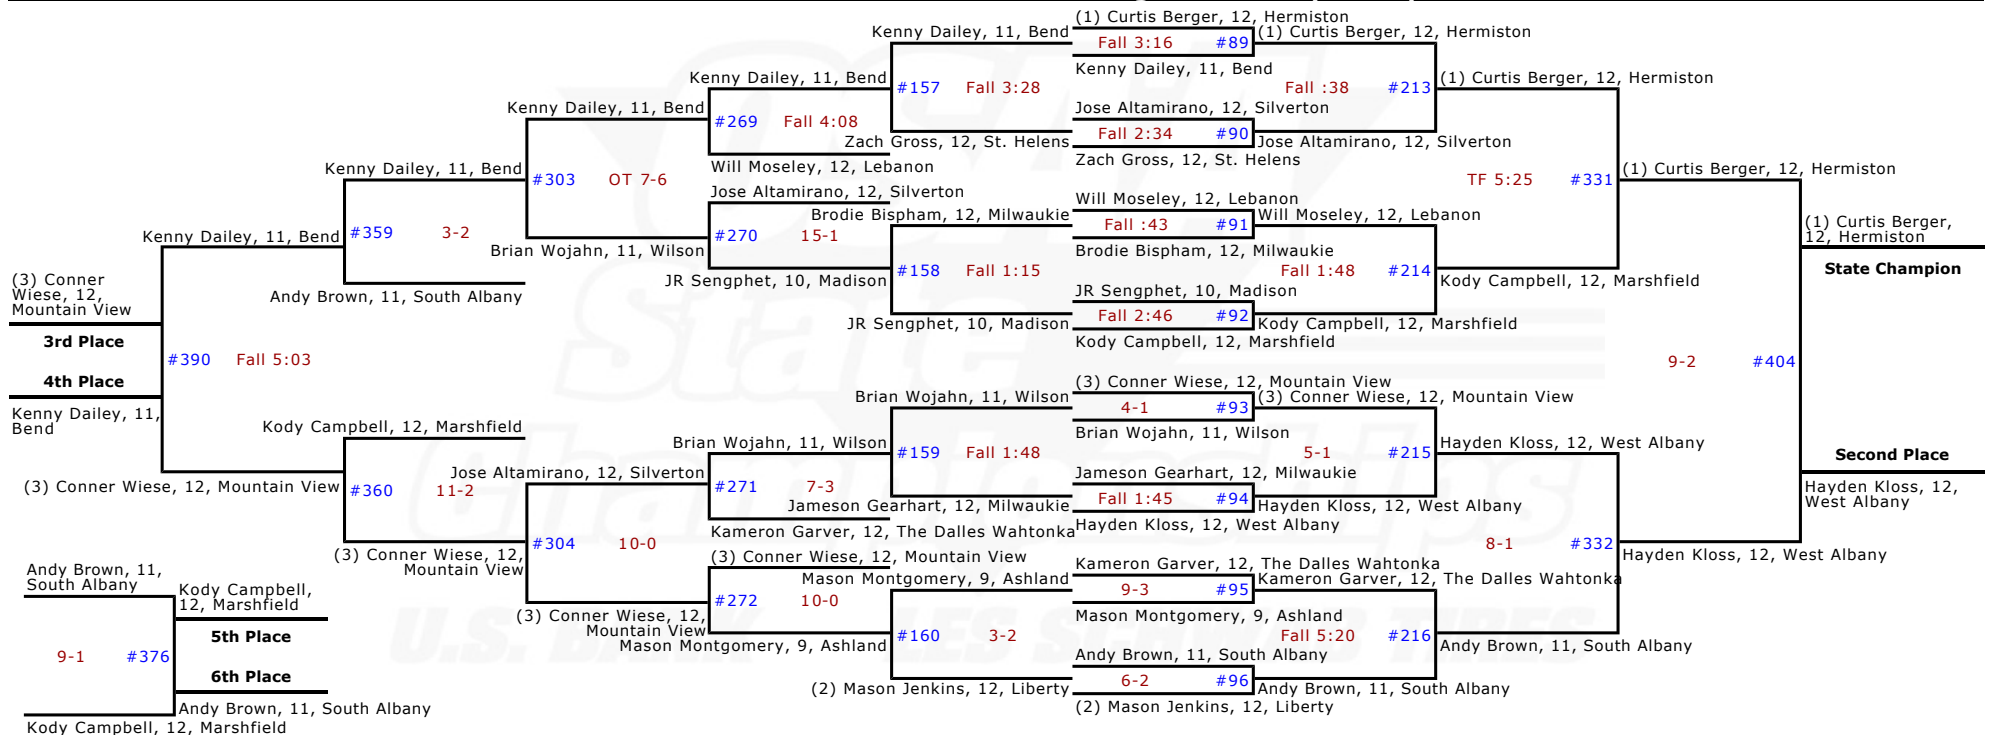 (1) Curtis Berger, 12, Hermiston
Kenny Dailey, 11, Bend
Fall 3:16 #89
(1) Curtis Berger, 12, Hermiston
Kenny Dailey, 11, Bend
Kenny Dailey, 11, Bend
#157 Fall 3:28
Fall :38 #213
(1) Curtis Berger, 12, Hermiston
Kenny Dailey, 11, Bend
Jose Altamirano, 12, Silverton
#269 Fall 4:08
Fall 2:34 #90
Zach Gross, 12, St. Helens
Jose Altamirano, 12, Silverton
Zach Gross, 12, St. Helens
Kenny Dailey, 11, Bend
Will Moseley, 12, Lebanon
(1) Curtis Berger, 12, Hermiston
#303 OT 7-6
TF 5:25 #331
Jose Altamirano, 12, Silverton
Will Moseley, 12, Lebanon
Brodie Bispham, 12, Milwaukie
Will Moseley, 12, Lebanon
(1) Curtis Berger,
12, Hermiston
Fall :43 #91
Kenny Dailey, 11, Bend
#359 3-2
#270 15-1
Brian Wojahn, 11, Wilson
Brodie Bispham, 12, Milwaukie
State Champion
#158 Fall 1:15
Fall 1:48 #214
(3) Conner
Wiese, 12,
Mountain View
JR Sengphet, 10, Madison
Kody Campbell, 12, Marshfield
Andy Brown, 11, South Albany
JR Sengphet, 10, Madison
Fall 2:46 #92
JR Sengphet, 10, Madison
Kody Campbell, 12, Marshfield
3rd Place
Kody Campbell, 12, Marshfield
#390 Fall 5:03
9-2 #404
4th Place
(3) Conner Wiese, 12, Mountain View
Brian Wojahn, 11, Wilson
(3) Conner Wiese, 12, Mountain View
4-1 #93
Kenny Dailey, 11,
Bend
Kody Campbell, 12, Marshfield
Brian Wojahn, 11, Wilson
Brian Wojahn, 11, Wilson
Hayden Kloss, 12, West Albany
#159 Fall 1:48
5-1 #215
Second Place
Jose Altamirano, 12, Silverton
Jameson Gearhart, 12, Milwaukie
(3) Conner Wiese, 12, Mountain View
#360 11-2
#271 7-3
Hayden Kloss, 12,
West Albany
Fall 1:45 #94
Jameson Gearhart, 12, Milwaukie
Hayden Kloss, 12, West Albany
Hayden Kloss, 12, West Albany
Kameron Garver, 12, The Dalles Wahtonka
#304 10-0
8-1 #332
(3) Conner Wiese, 12,
Mountain View
(3) Conner Wiese, 12, Mountain View
Hayden Kloss, 12, West Albany
Kameron Garver, 12, The Dalles Wahtonka
Andy Brown, 11,
South Albany
Mason Montgomery, 9, Ashland
Kameron Garver, 12, The Dalles Wahtonka
9-3 #95
Kody Campbell,
12, Marshfield
#272 10-0
(3) Conner Wiese, 12,
Mountain View
Mason Montgomery, 9, Ashland
5th Place
#160 3-2
Fall 5:20 #216
Mason Montgomery, 9, Ashland
Andy Brown, 11, South Albany
9-1 #376
Andy Brown, 11, South Albany
6th Place
6-2 #96
(2) Mason Jenkins, 12, Liberty
Andy Brown, 11, South Albany
Andy Brown, 11, South Albany
(2) Mason Jenkins, 12, Liberty
Kody Campbell, 12, Marshfield
OSAA
State
Championships
U.S. BANK LES SCHWAB TIRES